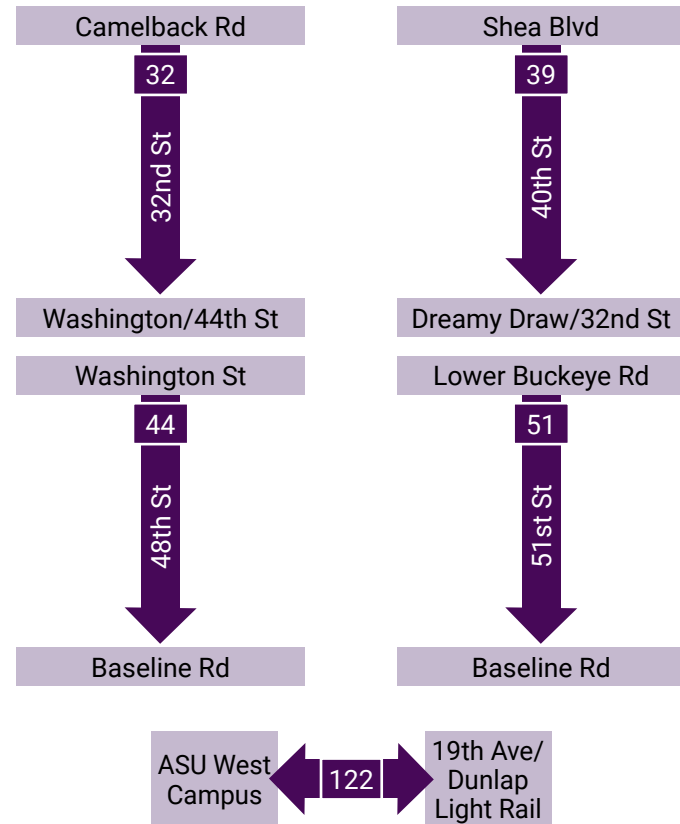 Camelback Rd
32
32nd St
Washington/44th St
Shea Blvd
39
40th St
Dreamy Draw/32nd St
Washington St
44
48th St
Baseline Rd
Lower Buckeye Rd
51
51st St
Baseline Rd
ASU West
Campus
122
19th Ave/
Dunlap
Light Rail